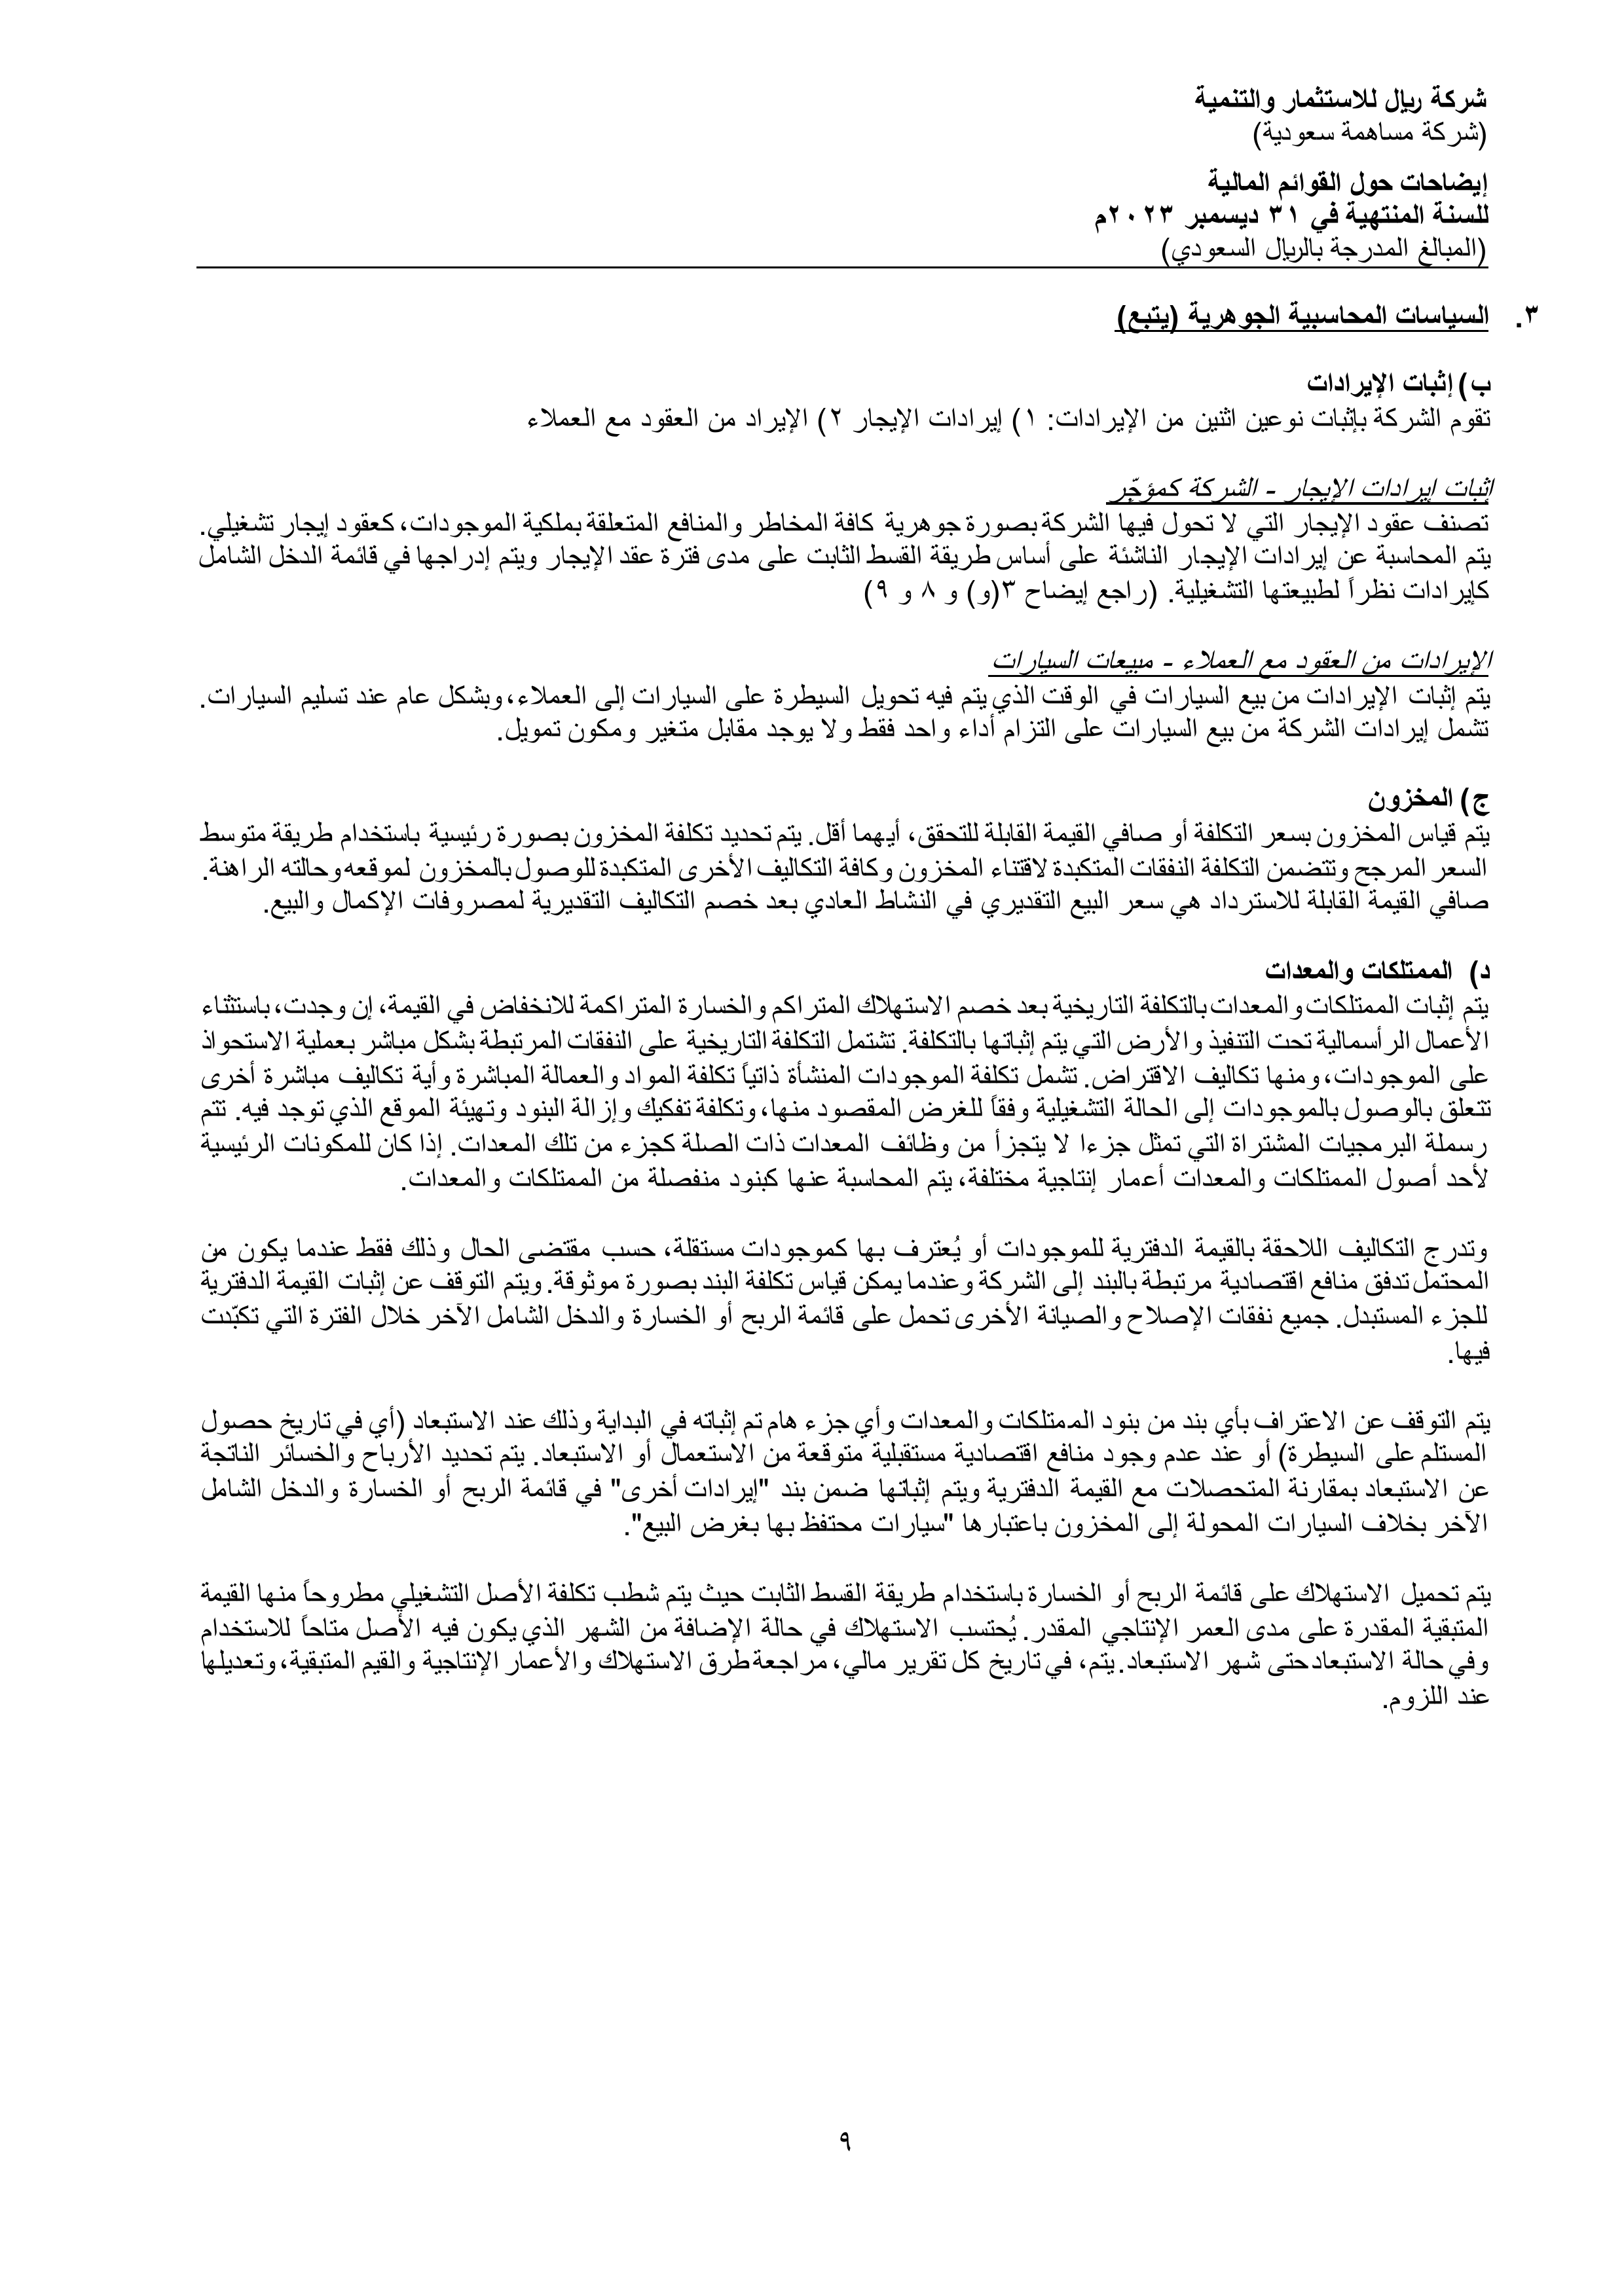 شركة ريال للاستثمار والتنمية
(شركة مساهمة سعودية)
إيضاحات حول القوائم المالية
للسنة المنتهية في ٣١ ديسمبر ٢٠٢٣م
(المبالغ المدرجة بالريال السعودي)
٣. السياسات المحاسبية الجوهرية (يتبع)
ب) إثبات الإيرادات
تقوم الشركة بإثبات نوعين اثنين من الإيرادات: ١) إيرادات الإيجار ٢) الإيراد من العقود مع العملاء
إثبات إيرادات الإيجار - الشركة كمؤجّر
تصنف عقود الإيجار التي لا تحول فيها الشركة بصورة جوهرية كافة المخاطر والمنافع المتعلقة بملكية الموجودات، كعقود إيجار تشغيلي.
يتم المحاسبة عن إيرادات الإيجار الناشئة على أساس طريقة القسط الثابت على مدى فترة عقد الإيجار ويتم إدراجها في قائمة الدخل الشامل
كإيرادات نظراً لطبيعتها التشغيلية. (راجع إيضاح ٣(و) و ٨ و ٩)
الإيرادات من العقود مع العملاء - مبيعات السيارات
يتم إثبات الإيرادات من بيع السيارات في الوقت الذي يتم فيه تحويل السيطرة على السيارات إلى العملاء، وبشكل عام عند تسليم السيارات.
تشمل إيرادات الشركة من بيع السيارات على التزام أداء واحد فقط ولا يوجد مقابل متغير ومكون تمويل.
ج) المخزون
يتم قياس المخزون بسعر التكلفة أو صافي القيمة القابلة للتحقق، أيهما أقل. يتم تحديد تكلفة المخزون بصورة رئيسية باستخدام طريقة متوسط
السعر المرجح وتتضمن التكلفة النفقات المتكبدة لاقتناء المخزون وكافة التكاليف الأخرى المتكبدة للوصول بالمخزون لموقعه وحالته الراهنة.
صافي القيمة القابلة للاسترداد هي سعر البيع التقديري في النشاط العادي بعد خصم التكاليف التقديرية لمصروفات الإكمال والبيع.
د) الممتلكات والمعدات
يتم إثبات الممتلكات والمعدات بالتكلفة التاريخية بعد خصم الاستهلاك المتراكم والخسارة المتراكمة للانخفاض في القيمة، إن وجدت، باستثناء
الأعمال الرأسمالية تحت التنفيذ والأرض التي يتم إثباتها بالتكلفة. تشتمل التكلفة التاريخية على النفقات المرتبطة بشكل مباشر بعملية الاستحواذ
على الموجودات، ومنها تكاليف الاقتراض. تشمل تكلفة الموجودات المنشأة ذاتياً تكلفة المواد والعمالة المباشرة وأية تكاليف مباشرة أخرى
تتعلق بالوصول بالموجودات إلى الحالة التشغيلية وفقاً للغرض المقصود منها، وتكلفة تفكيك وإزالة البنود وتهيئة الموقع الذي توجد فيه. تتم
رسملة البرمجيات المشتراة التي تمثل جزءا لا يتجزأ من وظائف المعدات ذات الصلة كجزء من تلك المعدات. إذا كان للمكونات الرئيسية
لأحد أصول الممتلكات والمعدات أعمار إنتاجية مختلفة، يتم المحاسبة عنها كبنود منفصلة من الممتلكات والمعدات.
وتدرج التكاليف اللاحقة بالقيمة الدفترية للموجودات أو يُعترف بها كموجودات مستقلة، حسب مقتضى الحال وذلك فقط عندما يكون من
المحتمل تدفق منافع اقتصادية مرتبطة بالبند إلى الشركة وعندما يمكن قياس تكلفة البند بصورة موثوقة. ويتم التوقف عن إثبات القيمة الدفترية
للجزء المستبدل. جميع نفقات الإصلاح والصيانة الأخرى تحمل على قائمة الربح أو الخسارة والدخل الشامل الآخر خلال الفترة التي تكبّدت
فيها.
يتم التوقف عن الاعتراف بأي بند من بنود الممتلكات والمعدات وأي جزء هام تم إثباته في البداية وذلك عند الاستبعاد (أي في تاريخ حصول
المستلم على السيطرة) أو عند عدم وجود منافع اقتصادية مستقبلية متوقعة من الاستعمال أو الاستبعاد. يتم تحديد الأرباح والخسائر الناتجة
عن الاستبعاد بمقارنة المتحصلات مع القيمة الدفترية ويتم إثباتها ضمن بند "إيرادات أخرى" في قائمة الربح أو الخسارة والدخل الشامل
الآخر بخلاف السيارات المحولة إلى المخزون باعتبارها "سيارات محتفظ بها بغرض البيع".
يتم تحميل الاستهلاك على قائمة الربح أو الخسارة باستخدام طريقة القسط الثابت حيث يتم شطب تكلفة الأصل التشغيلي مطروحاً منها القيمة
المتبقية المقدرة على مدى العمر الإنتاجي المقدر. يُحتسب الاستهلاك في حالة الإضافة من الشهر الذي يكون فيه الأصل متاحاً للاستخدام
وفي حالة الاستبعاد حتى شهر الاستبعاد. يتم، في تاريخ كل تقرير مالي، مراجعة طرق الاستهلاك والأعمار الإنتاجية والقيم المتبقية، وتعديلها
عند اللزوم.
٩